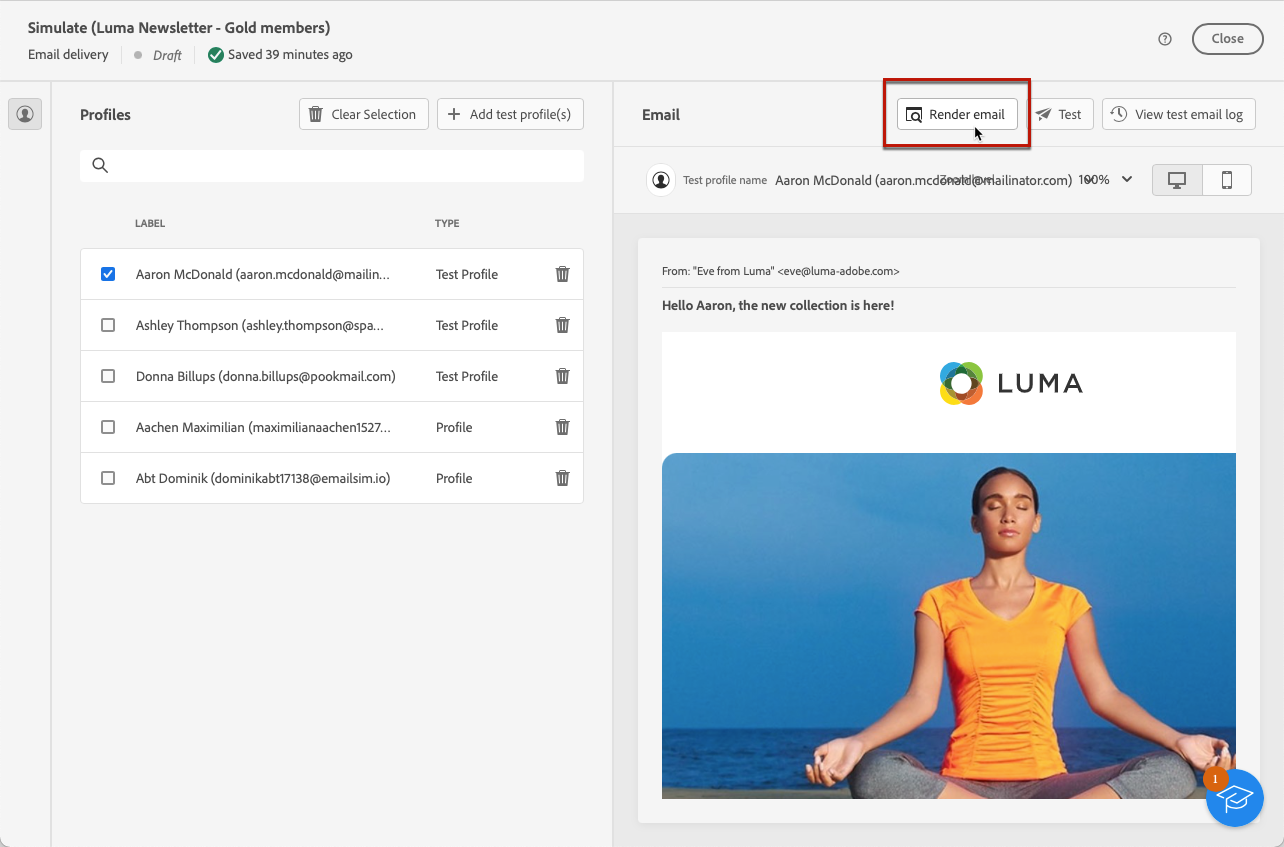 Simulate (Luma Newsletter - Gold members)
Email delivery
Draft
Saved 39 minutes ago
Close
Profiles
Clear Selection
Add test profile(s)
LABEL
TYPE
Aaron McDonald (aaron.mcdonald@mailin...
Test Profile
Ashley Thompson (ashley.thompson@spa...
Test Profile
Donna Billups (donna.billups@pookmail.com)
Test Profile
Aachen Maximilian (maximilianaachen1527...
Profile
Abt Dominik (dominikabt17138@emailsim.io)
Profile
Email
Render email
Test
View test email log
Test profile name
Aaron McDonald (aaron.mcdonald@mailinator.com)
100%
From: "Eve from Luma" <eve@luma-adobe.com>
Hello Aaron, the new collection is here!
LUMA
1